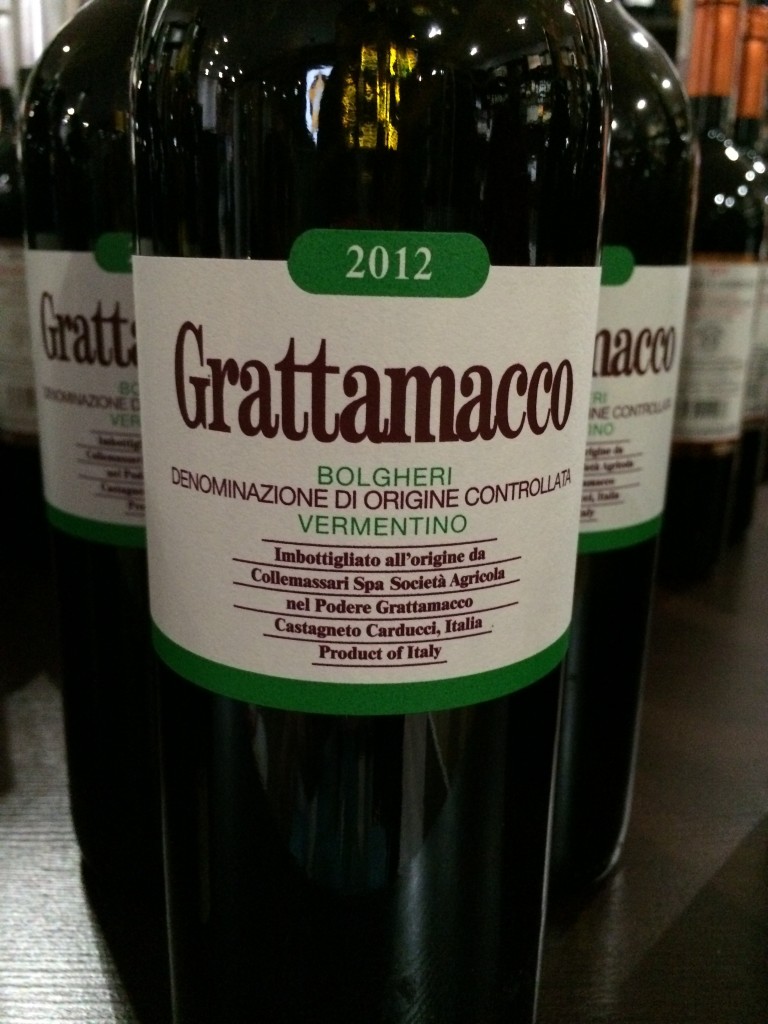 2012
Grattamacco
BOLGHERI
DENOMINAZIONE DI ORIGINE CONTROLLATA
VERMENTINO
Imbottigliato all'origine da
Collemassari Spa Società Agricola
nel Podere Grattamacco
Castagneto Carducci, Italia
Product of Italy